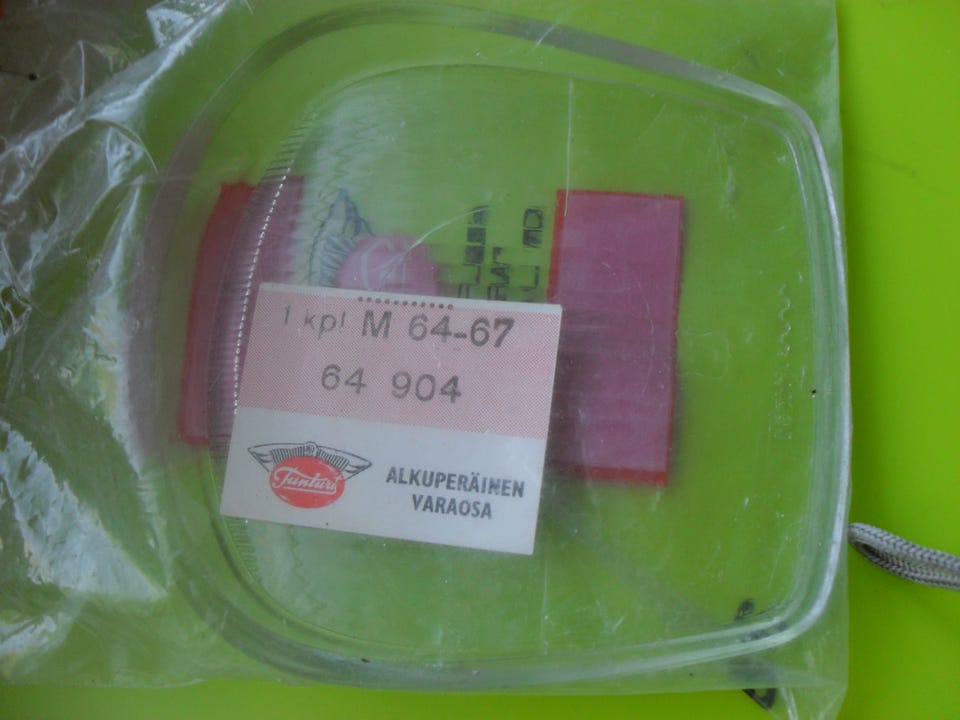 1 kpl M 64-67
64 904
Tunturi
ALKUPERÄINEN
VARAOSA